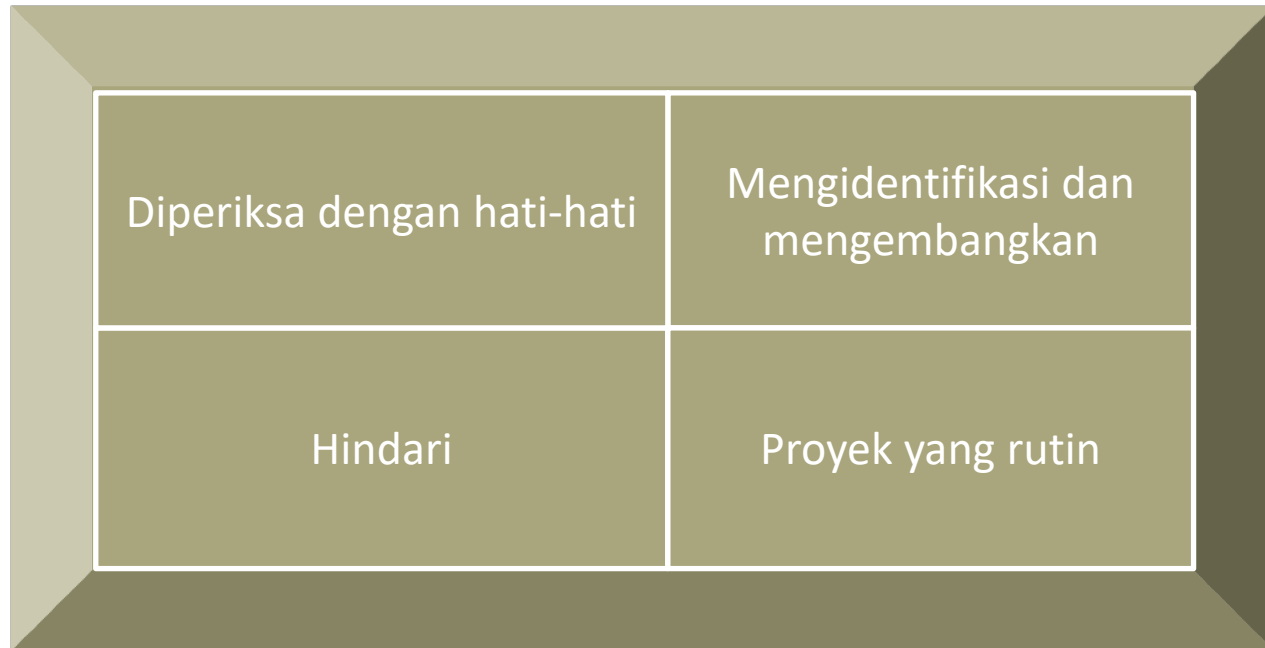 Diperiksa dengan hati-hati
Mengidentifikasi dan
mengembangkan
Hindari
Proyek yang rutin